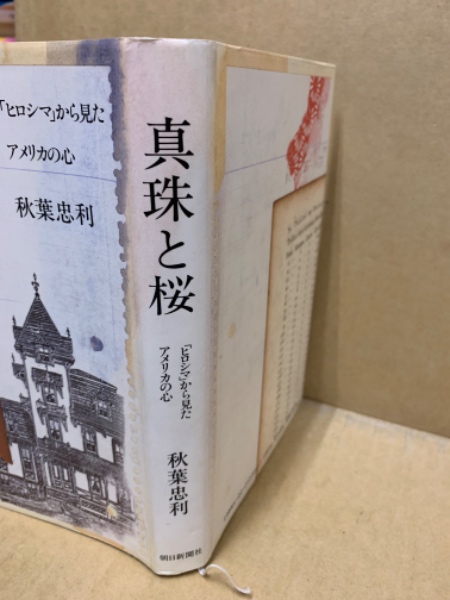 「ヒロシマ」から見た
アメリカの心
秋葉忠利
真珠と桜
「ヒロシマ」から見た
アメリカの心
秋葉忠利
朝日新聞社